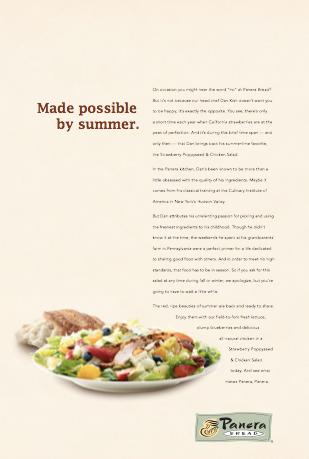 Made possible
by summer.
On occasion you might hear the word "no" at Panera Bread?
But it's not because our head chef Dan Kish doesn't want you
to be happy. It's exactly the opposite. You see, there's only
a short time each year when California strawberries are at the
peak of perfection. And it's during this brief time span — and
only then — that Dan brings back his summertime favorite,
the Strawberry Poppyseed & Chicken Salad.
In the Panera kitchen, Dan's been known to be more than a
little obsessed with the quality of his ingredients. Maybe it
comes from his classical training at the Culinary Institute of
America in New York's Hudson Valley.
But Dan attributes his unrelenting passion for pricing and using
the freshest ingredients to his childhood. Though he didn't
know it at the time, the weekends he spent at his grandparents'
farm in Pennsylvania were a perfect primer for a life dedicated
to sharing good food with others. And in order to meet his high
standards, that food has to be in season. So if you ask for this
salad at any time during fall or winter, we apologize, but you're
going to have to wait a little while.
The red, ripe beauties of summer are back and ready to share.
Enjoy them with our field-to-fork fresh lettuce,
plump blueberries and delicious
all-natural chicken in a
Strawberry Poppyseed
& Chicken Salad
today. And see what
makes Panera, Panera.
Panera
BREAD